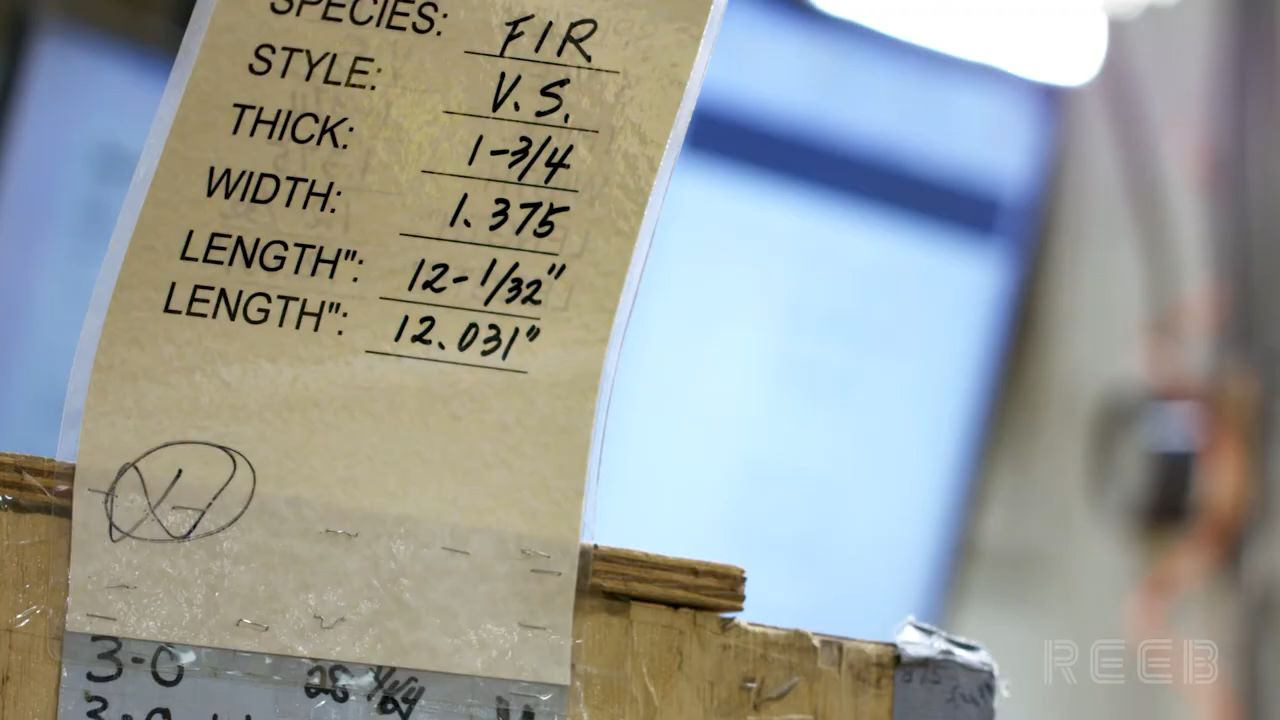 SPECIES: FIR
STYLE: V.S.
THICK: 1-3/4
WIDTH: 1.375
LENGTH": 12-1/32"
LENGTH": 12.031"
3-0
REEB